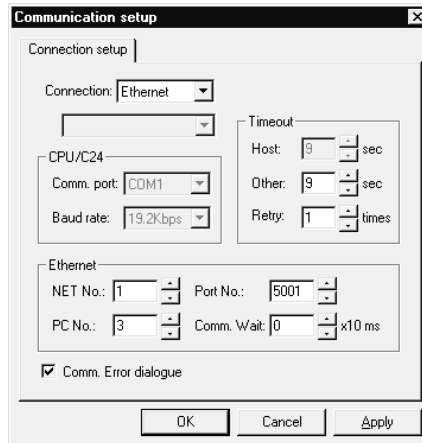 Communication setup
Connection setup
Connection: Ethernet
Timeout
Host: 9 sec
Other: 9 sec
Retry: 1 times
CPU/C24
Comm. port: COM1
Baud rate: 19.2Kbps
Ethernet
NET No.: 1 Port No.: 5001
PC No.: 3 Comm. Wait: 0 x10 ms
Comm. Error dialogue
OK Cancel Apply